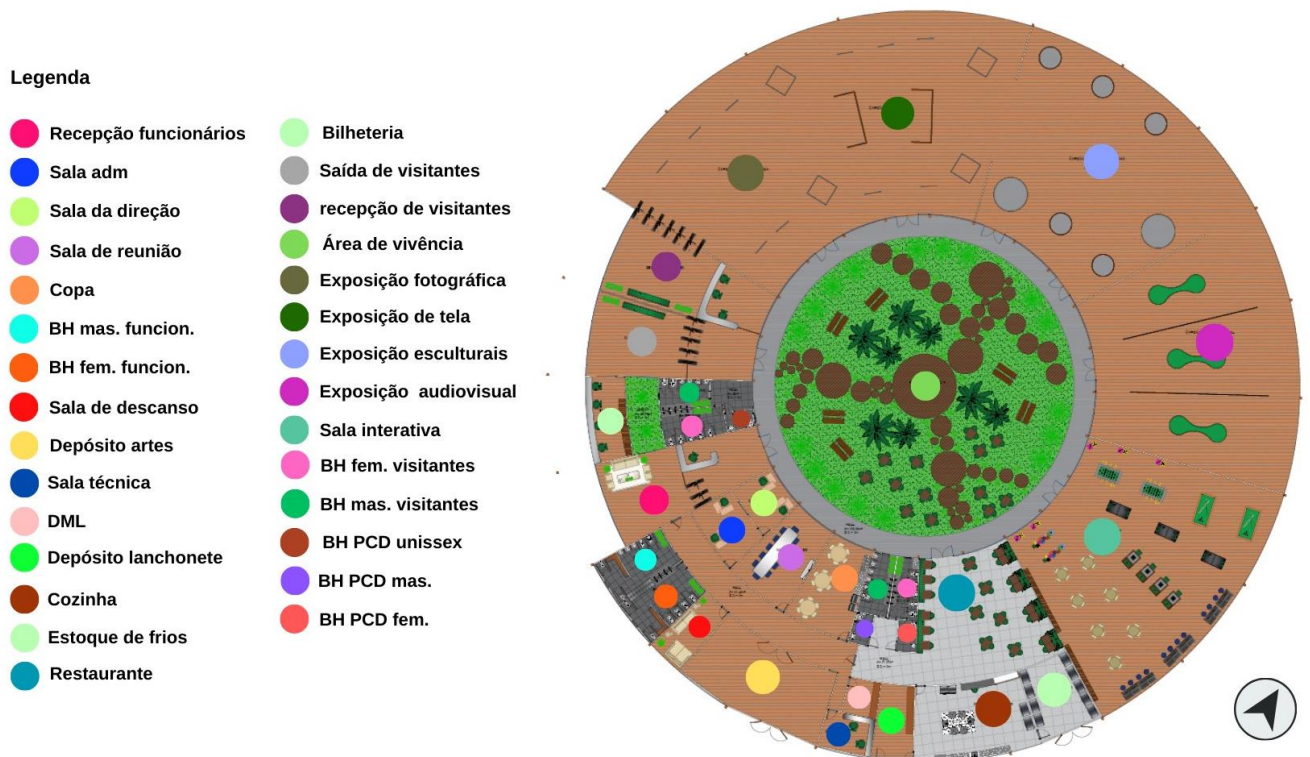 Legenda
Recepção funcionários
Sala adm
Sala da direção
Sala de reunião
Copa
BH mas. funcion.
BH fem. funcion.
Sala de descanso
Depósito artes
Sala técnica
DML
Depósito lanchonete
Cozinha
Estoque de frios
Restaurante
Bilheteria
Saída de visitantes
recepção de visitantes
Área de vivência
Exposição fotográfica
Exposição de tela
Exposição esculturais
Exposição audiovisual
Sala interativa
BH fem. visitantes
BH mas. visitantes
BH PCD unissex
BH PCD mas.
BH PCD fem.